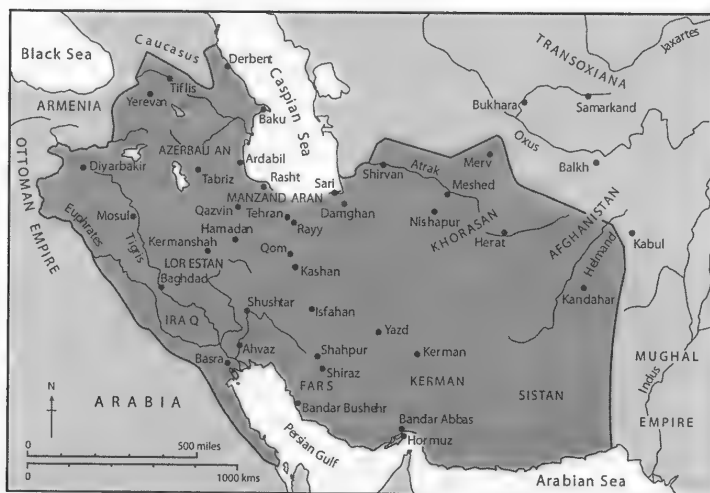 Black Sea
Caucasus
Derbent
Tiflis
Yerevan
ARMENIA
Caspian Sea
Baku
TRANSOXIANA
Jaxartes
Bukhara
Samarkand
Oxus
Balkh
OTTOMAN EMPIRE
Diyarbakir
AZERBAIJAN
Ardabil
Tabriz
Rasht
MANZANDARAN
Sari
Shirvan
Atrak
Merv
Meshed
Damghan
Nishapur
KHORASAN
Herat
AFGHANISTAN
Kabul
Helmand
Kandahar
Mosul
Euphrates
Tigris
Qazvin
Tehran
Rayy
Hamadan
Kermanshah
Qom
LORESTAN
Kashan
Baghdad
Shushtar
Isfahan
IRAQ
Yazd
Ahvaz
Shahpur
Kerman
Basra
Shiraz
FARS
KERMAN
SISTAN
MUGHAL
Indus
EMPIRE
N
ARABIA
Bandar Bushehr
Bandar Abbas
Hormuz
Persian Gulf
Arabian Sea
0 500 miles
0 1000 kms